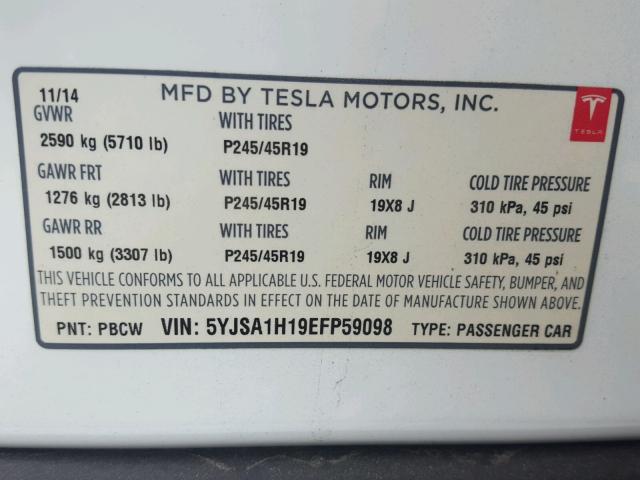 11/14 MFD BY TESLA MOTORS, INC.
GVWR WITH TIRES
2590 kg (5710 lb) P245/45R19
GAWR FRT WITH TIRES RIM COLD TIRE PRESSURE
1276 kg (2813 lb) P245/45R19 19X8 J 310 kPa, 45 psi
GAWR RR WITH TIRES RIM COLD TIRE PRESSURE
1500 kg (3307 lb) P245/45R19 19X8 J 310 kPa, 45 psi
THIS VEHICLE CONFORMS TO ALL APPLICABLE U.S. FEDERAL MOTOR VEHICLE SAFETY, BUMPER, AND
THEFT PREVENTION STANDARDS IN EFFECT ON THE DATE OF MANUFACTURE SHOWN ABOVE.
PNT: PBCW VIN: 5YJSA1H19EFP59098 TYPE: PASSENGER CAR
TESLA